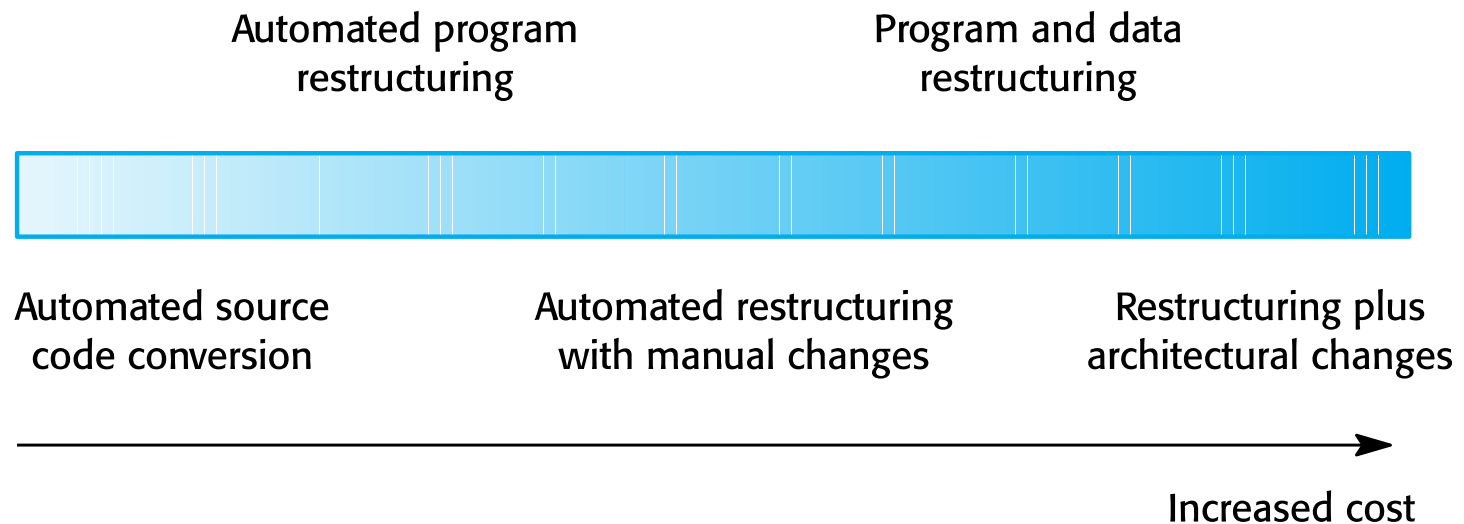 Automated program
restructuring
Program and data
restructuring
Automated source
code conversion
Automated restructuring
with manual changes
Restructuring plus
architectural changes
Increased cost